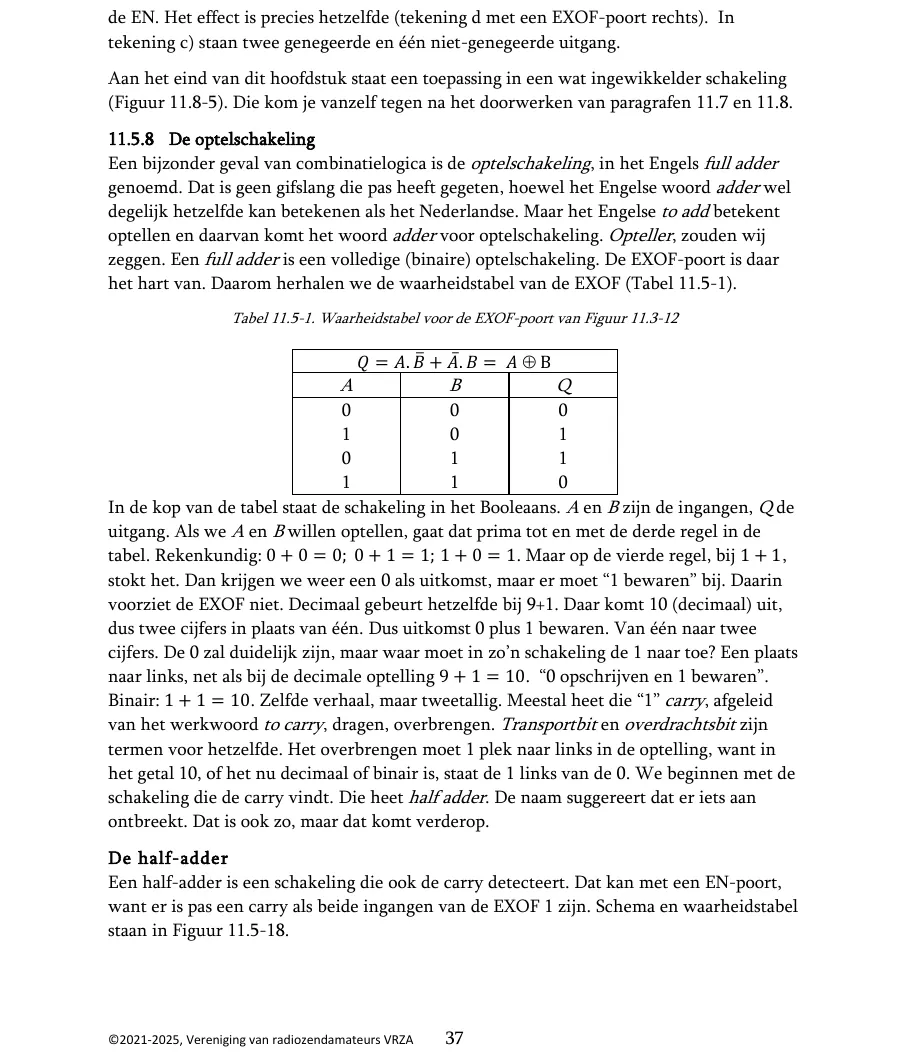 de EN. Het effect is precies hetzelfde (tekening d met een EXOF-poort rechts).  In
tekening c) staan twee genegeerde en één niet-genegeerde uitgang.
Aan het eind van dit hoofdstuk staat een toepassing in een wat ingewikkelder schakeling
(Figuur 11.8-5). Die kom je vanzelf tegen na het doorwerken van paragrafen 11.7 en 11.8.
11.5.8 De optelschakeling
Een bijzonder geval van combinatielogica is de optelschakeling, in het Engels full adder
genoemd. Dat is geen gifslang die pas heeft gegeten, hoewel het Engelse woord adder wel
degelijk hetzelfde kan betekenen als het Nederlandse. Maar het Engelse to add betekent
optellen en daarvan komt het woord adder voor optelschakeling. Opteller, zouden wij
zeggen. Een full adder is een volledige (binaire) optelschakeling. De EXOF-poort is daar
het hart van. Daarom herhalen we de waarheidstabel van de EXOF (Tabel 11.5-1).
Tabel 11.5-1. Waarheidstabel voor de EXOF-poort van Figuur 11.3-12
Q = A. B̅ + A̅. B = A ⊕ B
A B Q
0 0 0
1 0 1
0 1 1
1 1 0
In de kop van de tabel staat de schakeling in het Booleaans. A en B zijn de ingangen, Q de
uitgang. Als we A en B willen optellen, gaat dat prima tot en met de derde regel in de
tabel. Rekenkundig: 0 + 0 = 0; 0 + 1 = 1; 1 + 0 = 1. Maar op de vierde regel, bij 1 + 1,
stokt het. Dan krijgen we weer een 0 als uitkomst, maar er moet “1 bewaren” bij. Daarin
voorziet de EXOF niet. Decimaal gebeurt hetzelfde bij 9+1. Daar komt 10 (decimaal) uit,
dus twee cijfers in plaats van één. Dus uitkomst 0 plus 1 bewaren. Van één naar twee
cijfers. De 0 zal duidelijk zijn, maar waar moet in zo’n schakeling de 1 naar toe? Een plaats
naar links, net als bij de decimale optelling 9 + 1 = 10.  “0 opschrijven en 1 bewaren”.
Binair: 1 + 1 = 10. Zelfde verhaal, maar tweetallig. Meestal heet die “1” carry, afgeleid
van het werkwoord to carry, dragen, overbrengen. Transportbit en overdrachtsbit zijn
termen voor hetzelfde. Het overbrengen moet 1 plek naar links in de optelling, want in
het getal 10, of het nu decimaal of binair is, staat de 1 links van de 0. We beginnen met de
schakeling die de carry vindt. Die heet half adder. De naam suggereert dat er iets aan
ontbreekt. Dat is ook zo, maar dat komt verderop.
De half-adder
Een half-adder is een schakeling die ook de carry detecteert. Dat kan met een EN-poort,
want er is pas een carry als beide ingangen van de EXOF 1 zijn. Schema en waarheidstabel
staan in Figuur 11.5-18.
©2021-2025, Vereniging van radiozendamateurs VRZA 37